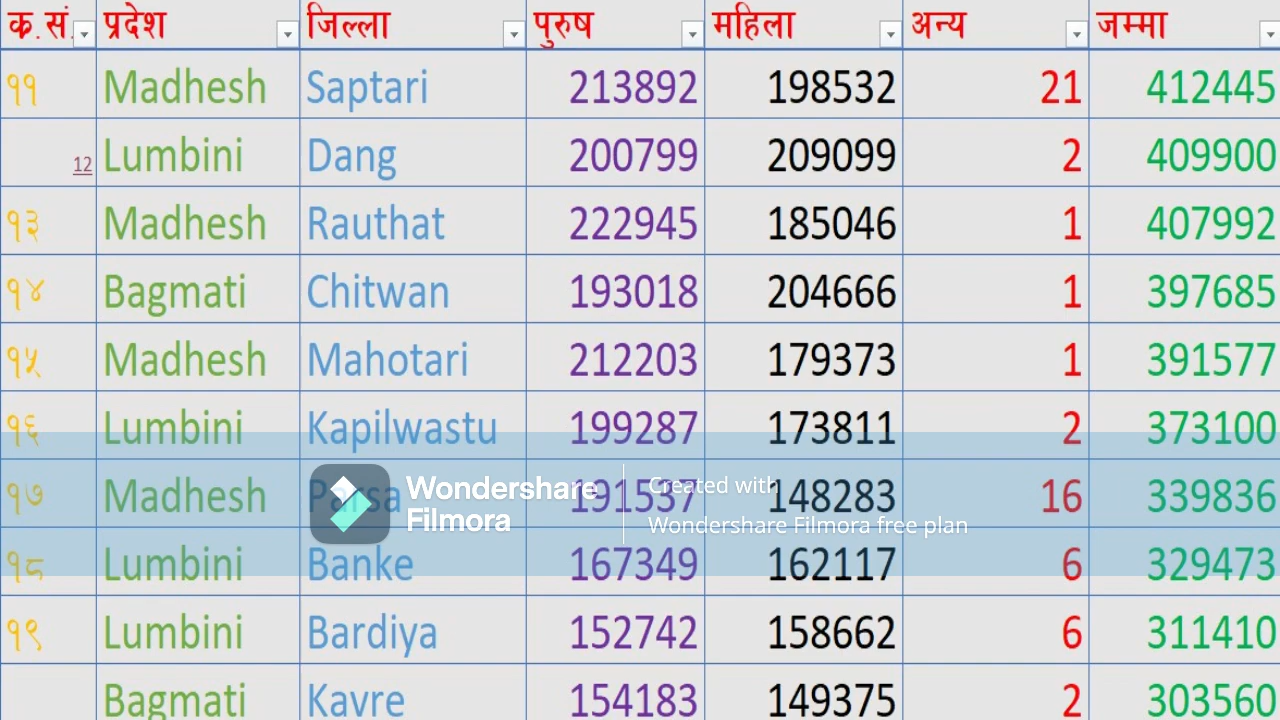 क्र.सं. प्रदेश जिल्ला पुरुष महिला अन्य जम्मा
११ Madhesh Saptari 213892 198532 21 412445
12 Lumbini Dang 200799 209099 2 409900
१३ Madhesh Rauthat 222945 185046 1 407992
१४ Bagmati Chitwan 193018 204666 1 397685
१५ Madhesh Mahotari 212203 179373 1 391577
१६ Lumbini Kapilwastu 199287 173811 2 373100
१७ Madhesh Parsa 191537 148283 16 339836
Wondershare
Filmora
Created with
Wondershare Filmora free plan
१८ Lumbini Banke 167349 162117 6 329473
१९ Lumbini Bardiya 152742 158662 6 311410
Bagmati Kavre 154183 149375 2 303560